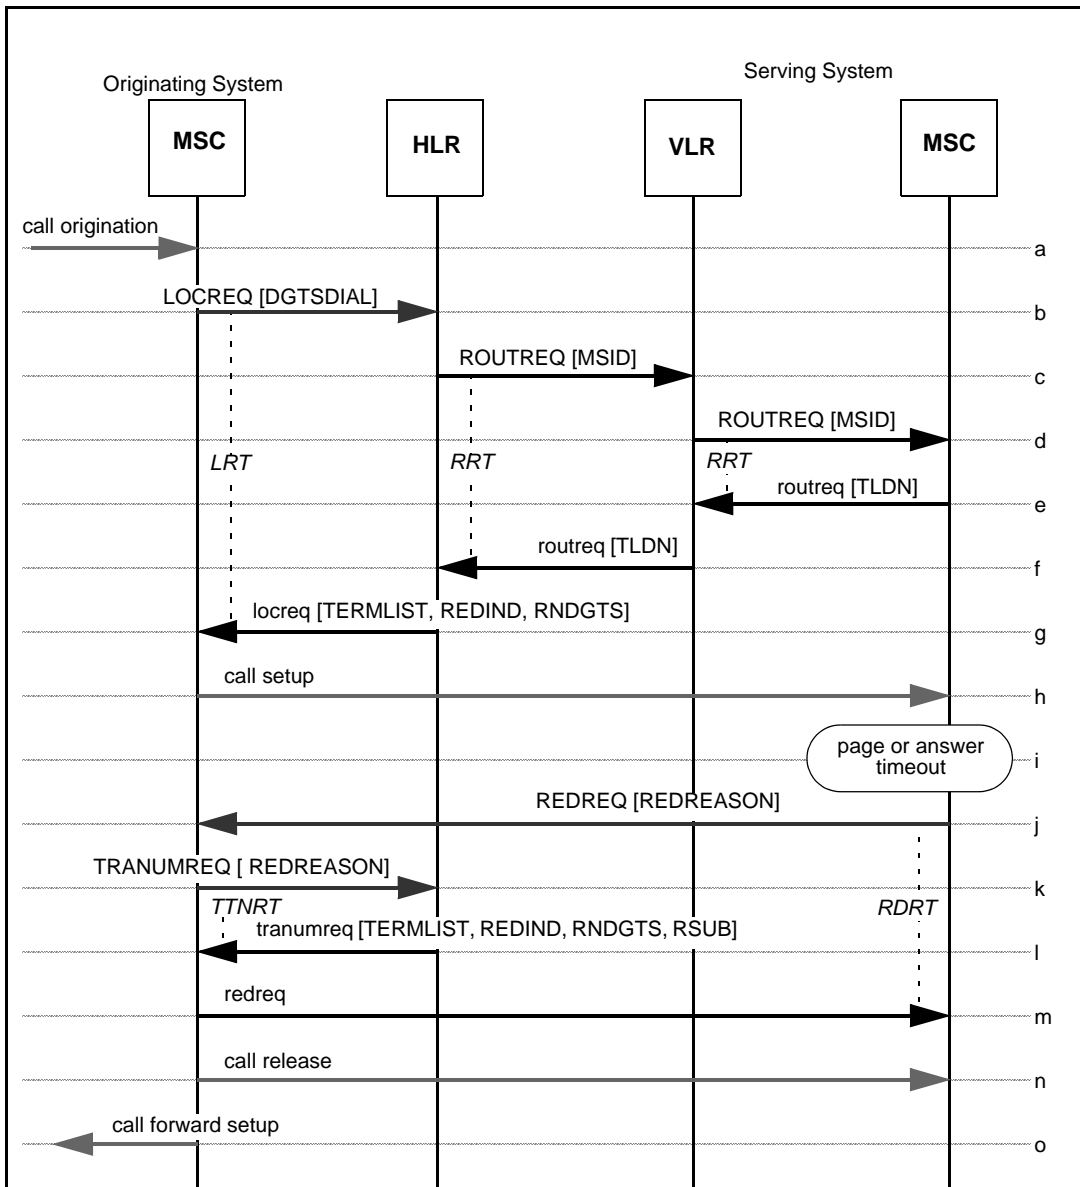 Originating System
Serving System
MSC
HLR
VLR
MSC
call origination
a
LOCREQ [DGTSDIAL]
b
ROUTREQ [MSID]
c
ROUTREQ [MSID]
d
LRT
RRT
RRT
routreq [TLDN]
e
routreq [TLDN]
f
locreq [TERMLIST, REDIND, RNDGTS]
g
call setup
h
page or answer
timeout
i
REDREQ [REDREASON]
j
TRANUMREQ [ REDREASON]
k
TTNRT
RDRT
tranumreq [TERMLIST, REDIND, RNDGTS, RSUB]
l
redreq
m
call release
n
call forward setup
o